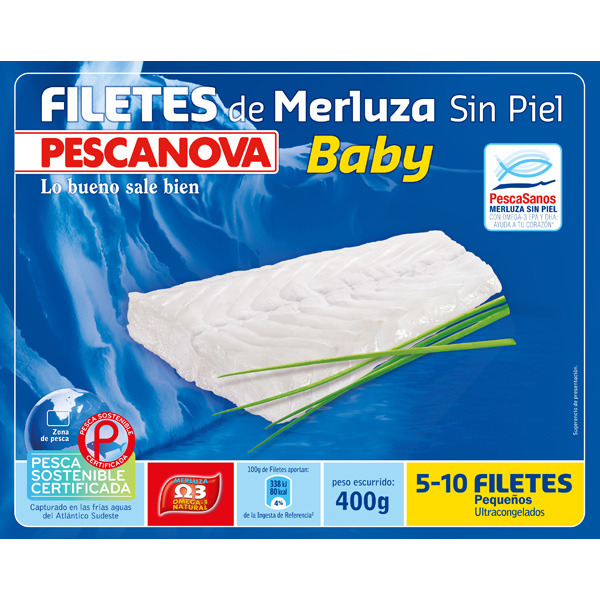 FILETES de Merluza Sin Piel
PESCANOVA
Baby
Lo bueno sale bien
PescaSanos
MERLUZA SIN PIEL
CON OMEGA-3 EPA Y DHA:
AYUDA A TU CORAZÓN*
Sugerencia de presentación.
Zona
de pesca
PESCA SOSTENIBLE
P
CERTIFICADA
PESCA
SOSTENIBLE
CERTIFICADA
Capturado en las frías aguas
del Atlántico Sudeste
MERLUZA
Ω3
OMEGA-3
NATURAL
100g de Filetes aportan:
338 kJ
80 kcal
4%
de la Ingesta de Referencia²
peso escurrido:
400g
5-10 FILETES
Pequeños
Ultracongelados